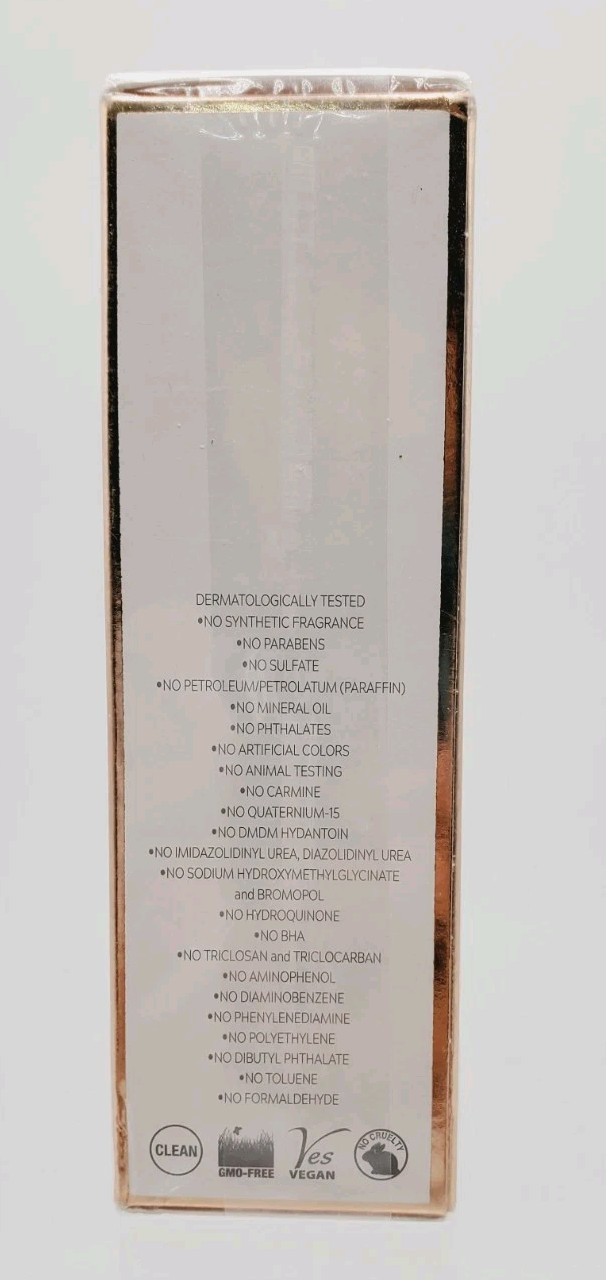 DERMATOLOGICALLY TESTED
•NO SYNTHETIC FRAGRANCE
•NO PARABENS
•NO SULFATE
•NO PETROLEUM/PETROLATUM (PARAFFIN)
•NO MINERAL OIL
•NO PHTHALATES
•NO ARTIFICIAL COLORS
•NO ANIMAL TESTING
•NO CARMINE
•NO QUATERNIUM-15
•NO DMDM HYDANTOIN
•NO IMIDAZOLIDINYL UREA, DIAZOLIDINYL UREA
•NO SODIUM HYDROXYMETHYLGLYCINATE
and BROMOPOL
•NO HYDROQUINONE
•NO BHA
•NO TRICLOSAN and TRICLOCARBAN
•NO AMINOPHENOL
•NO DIAMINOBENZENE
•NO PHENYLENEDIAMINE
•NO POLYETHYLENE
•NO DIBUTYL PHTHALATE
•NO TOLUENE
•NO FORMALDEHYDE
CLEAN
GMO-FREE
Yes
VEGAN
NO CRUELTY